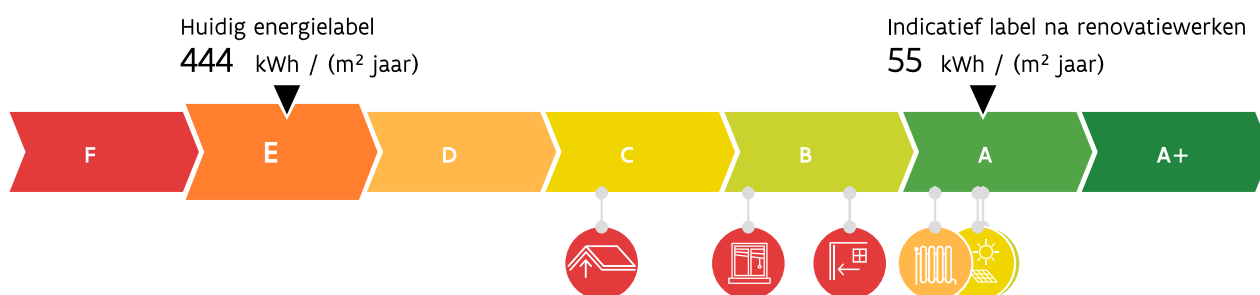 Huidig energielabel
444 kWh / (m² jaar)
Indicatief label na renovatiewerken
55 kWh / (m² jaar)
F E D C B A A+